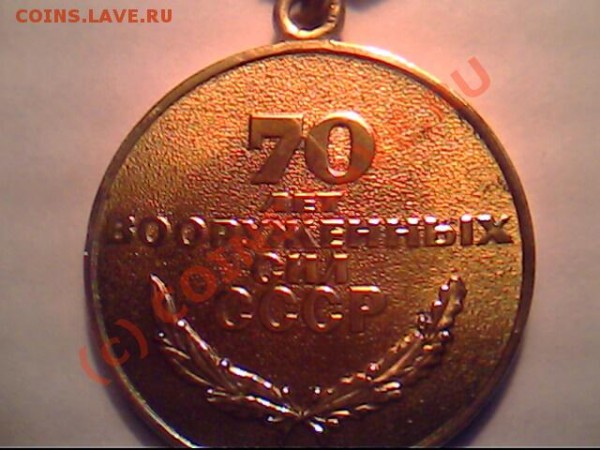 COINS.LAVE.RU
70
ЛЕТ
ВООРУЖЕННЫХ
СИЛ
СССР